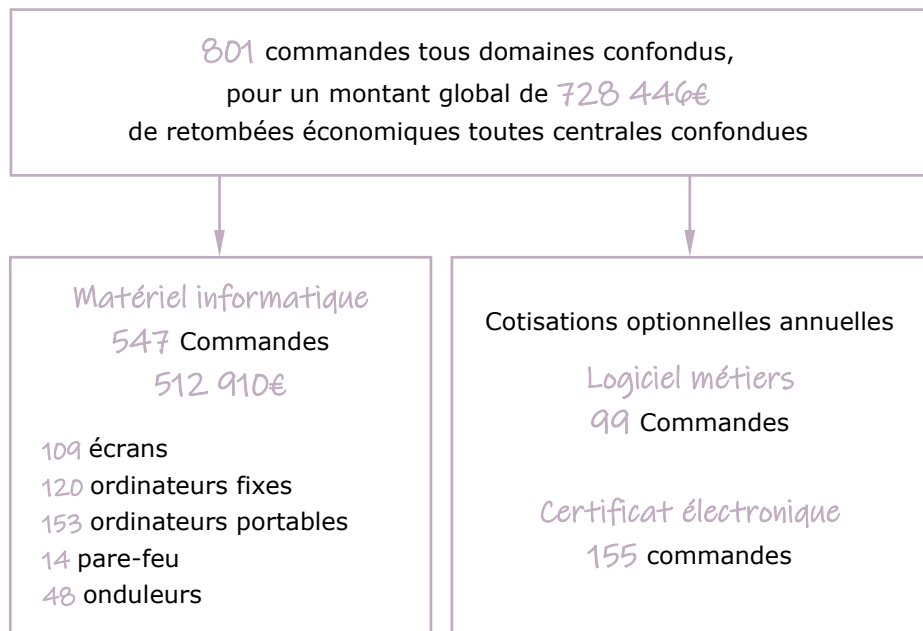 801 commandes tous domaines confondus,
pour un montant global de 728 446€
de retombées économiques toutes centrales confondues
Matériel informatique
547 Commandes
512 910€
109 écrans
120 ordinateurs fixes
153 ordinateurs portables
14 pare-feu
48 onduleurs
Cotisations optionnelles annuelles
Logiciel métiers
99 Commandes
Certificat électronique
155 commandes